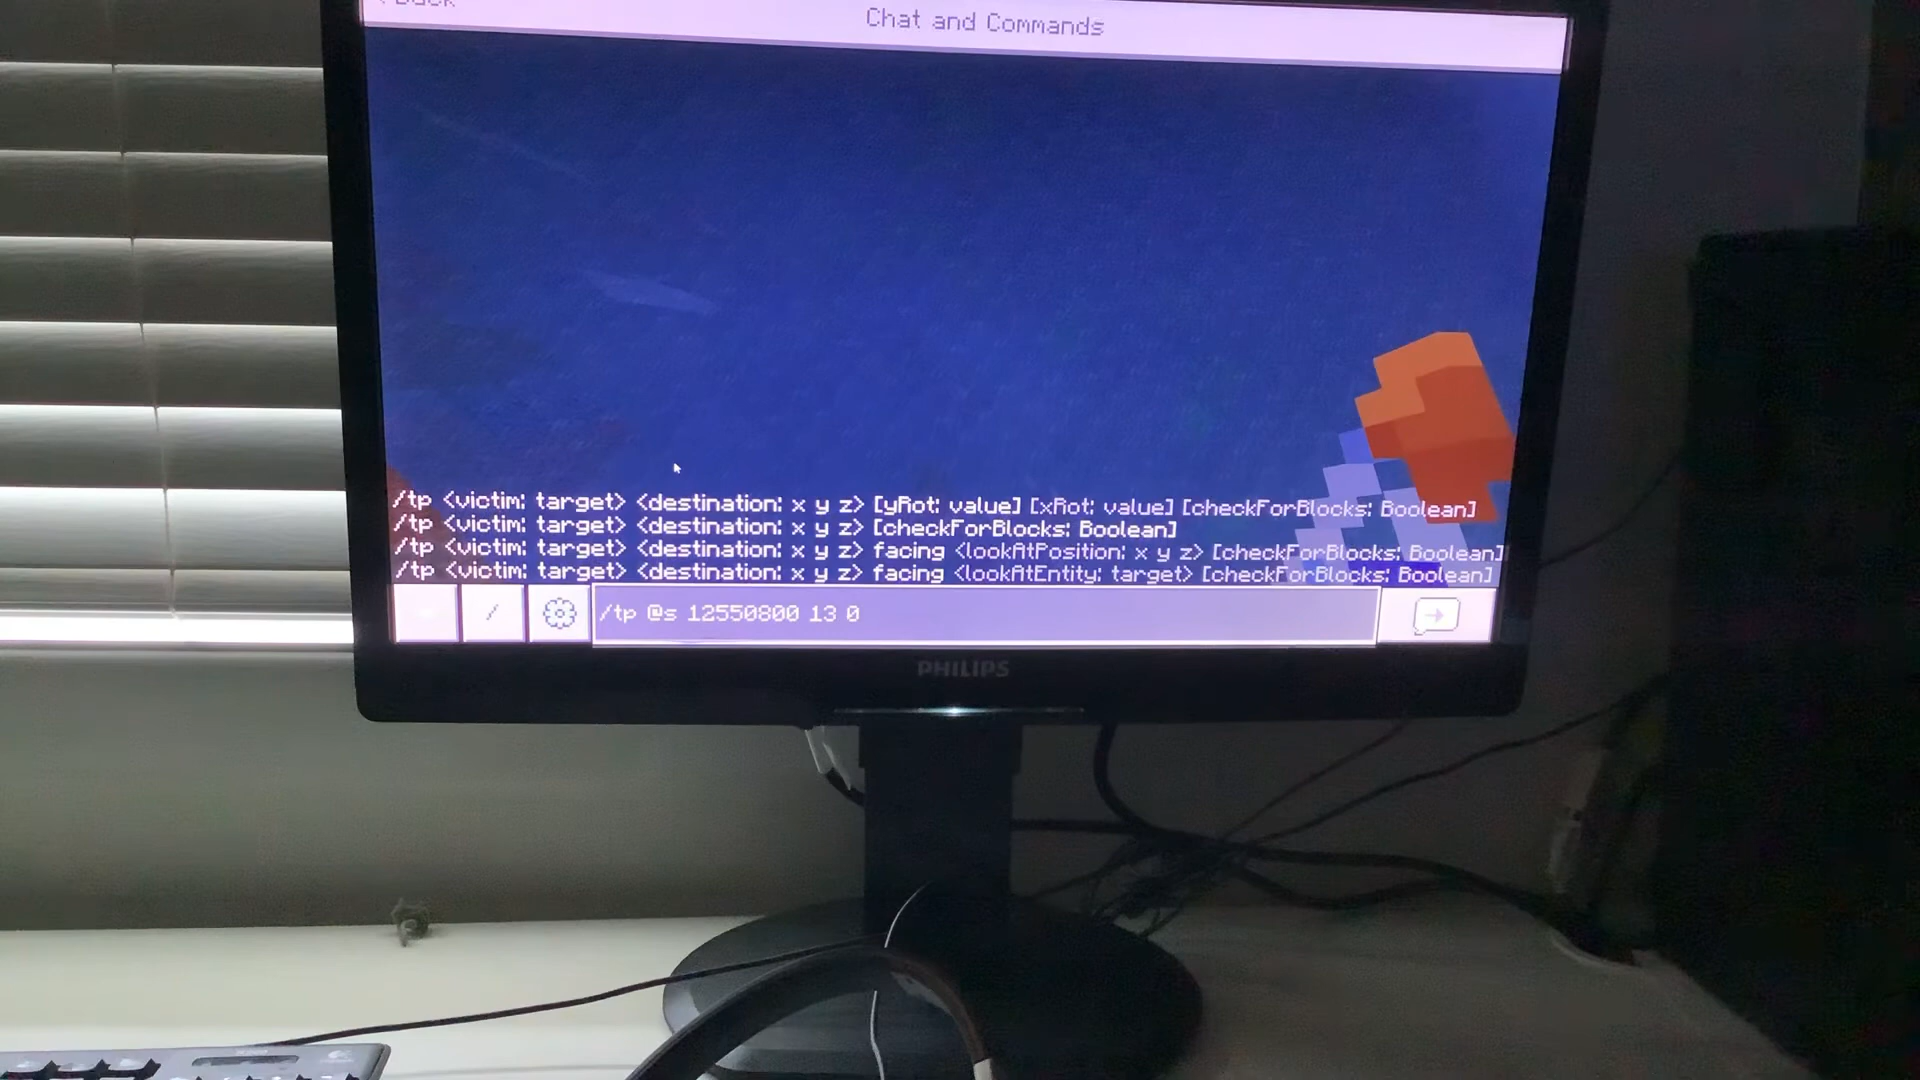 Back
Chat and Commands
/tp <victim: target> <destination: x y z> [yRot: value] [xRot: value] [checkForBlocks: Boolean]
/tp <victim: target> <destination: x y z> [checkForBlocks: Boolean]
/tp <victim: target> <destination: x y z> facing <lookAtPosition: x y z> [checkForBlocks: Boolean]
/tp <victim: target> <destination: x y z> facing <lookAtEntity: target> [checkForBlocks: Boolean]
/
/tp @s 12550800 13 0
PHILIPS